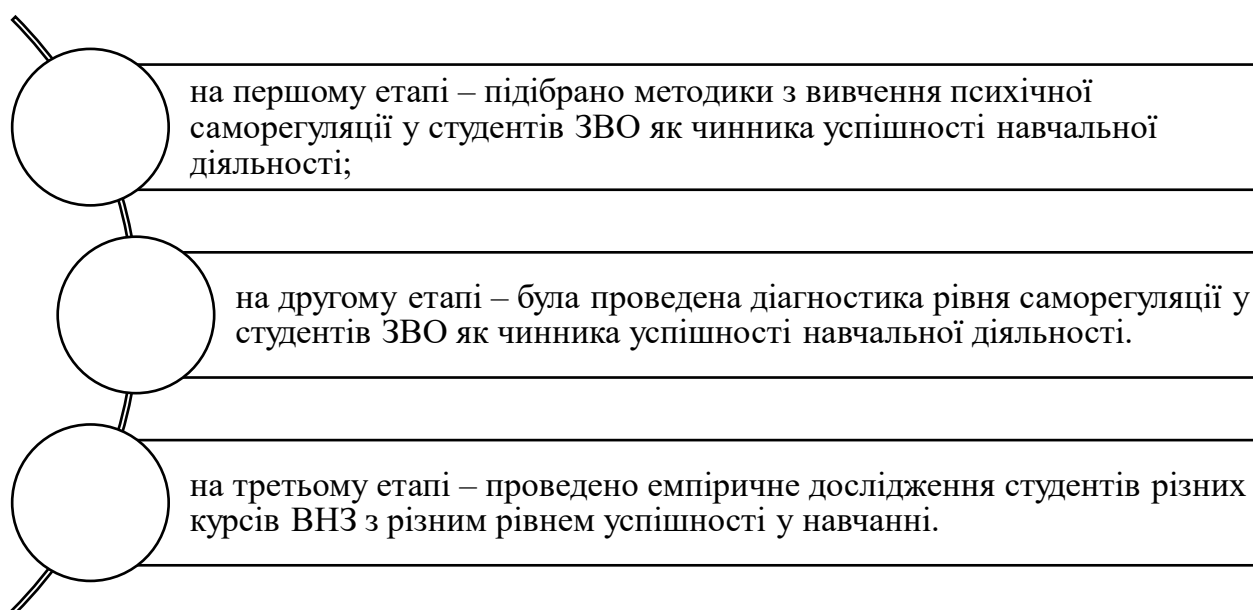 на першому етапі – підібрано методики з вивчення психічної
саморегуляції у студентів ЗВО як чинника успішності навчальної
діяльності;
на другому етапі – була проведена діагностика рівня саморегуляції у
студентів ЗВО як чинника успішності навчальної діяльності.
на третьому етапі – проведено емпіричне дослідження студентів різних
курсів ВНЗ з різним рівнем успішності у навчанні.